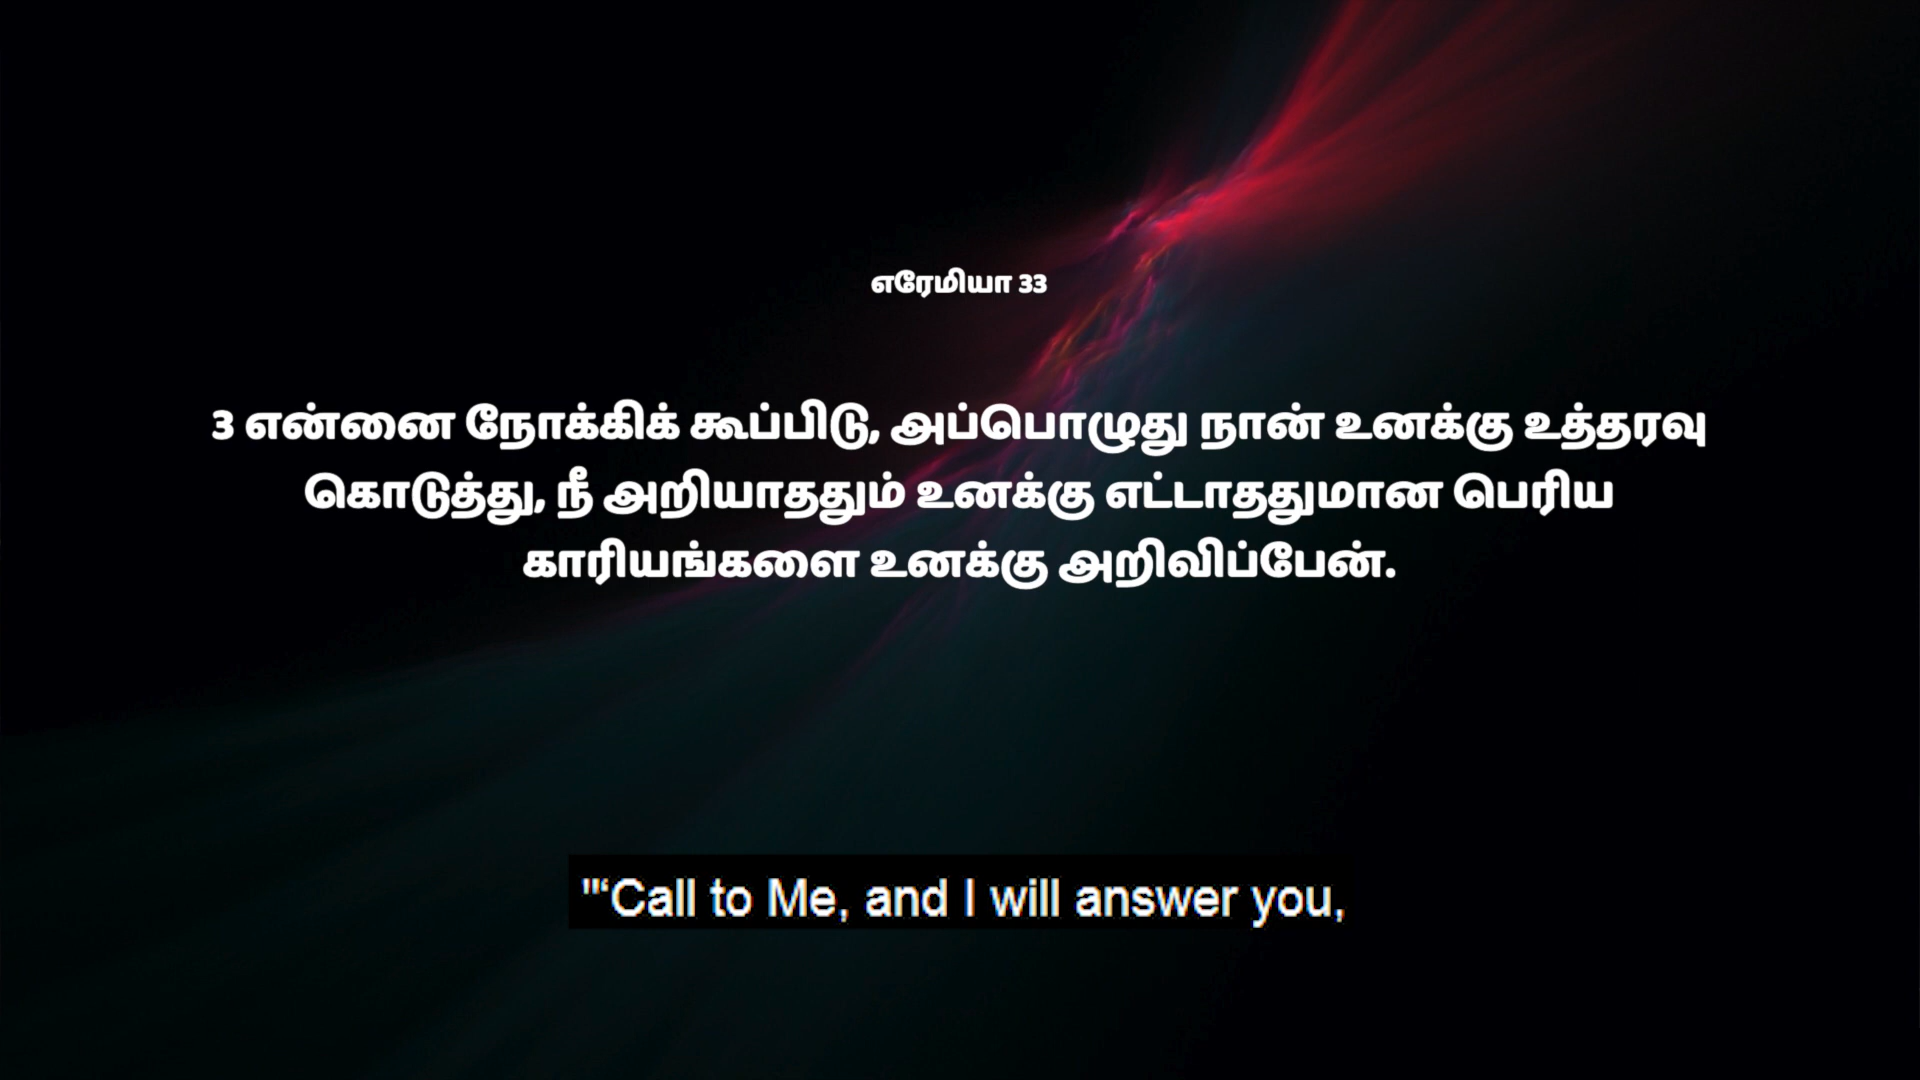 எரேமியா 33
3 என்னை நோக்கிக் கூப்பிடு, அப்பொழுது நான் உனக்கு உத்தரவு
கொடுத்து, நீ அறியாததும் உனக்கு எட்டாததுமான பெரிய
காரியங்களை உனக்கு அறிவிப்பேன்.
"‘Call to Me, and I will answer you,